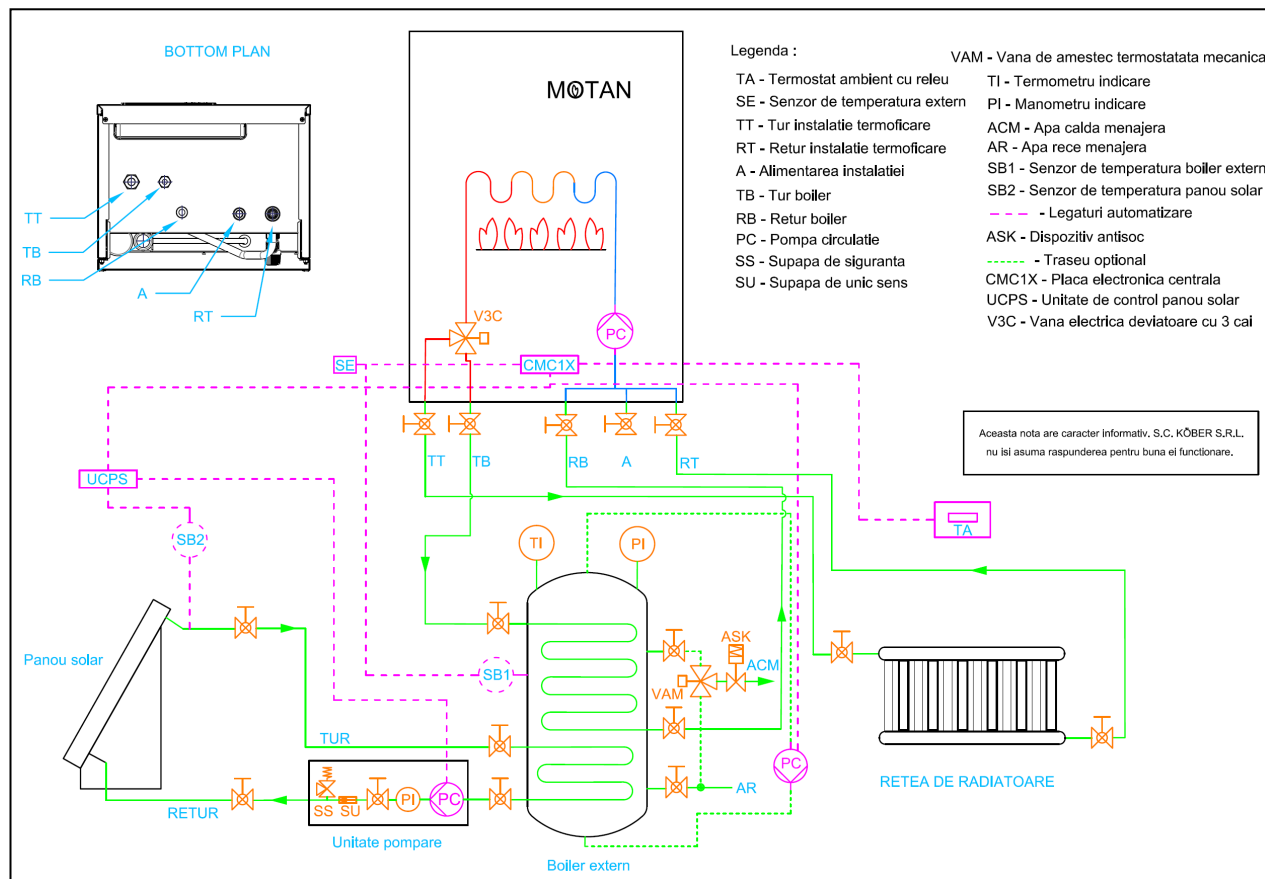 BOTTOM PLAN
TT
TB
RB
A
RT
MOTAN
V3C
PC
SE
CMC1X
TT
TB
RB
A
RT
Legenda :
TA - Termostat ambient cu releu
SE - Senzor de temperatura extern
TT - Tur instalatie termoficare
RT - Retur instalatie termoficare
A - Alimentarea instalatiei
TB - Tur boiler
RB - Retur boiler
PC - Pompa circulatie
SS - Supapa de siguranta
SU - Supapa de unic sens
VAM - Vana de amestec termostatata mecanica
TI - Termometru indicare
PI - Manometru indicare
ACM - Apa calda menajera
AR - Apa rece menajera
SB1 - Senzor de temperatura boiler extern
SB2 - Senzor de temperatura panou solar
- Legaturi automatizare
ASK - Dispozitiv antisoc
- Traseu optional
CMC1X - Placa electronica centrala
UCPS - Unitate de control panou solar
V3C - Vana electrica deviatoare cu 3 cai
Aceasta nota are caracter informativ. S.C. KÖBER S.R.L.
nu isi asuma raspunderea pentru buna ei functionare.
UCPS
SB2
TA
TI
PI
Panou solar
SB1
ASK
ACM
VAM
TUR
PC
RETEA DE RADIATOARE
AR
RETUR
SS
SU
PI
PC
Unitate pompare
Boiler extern